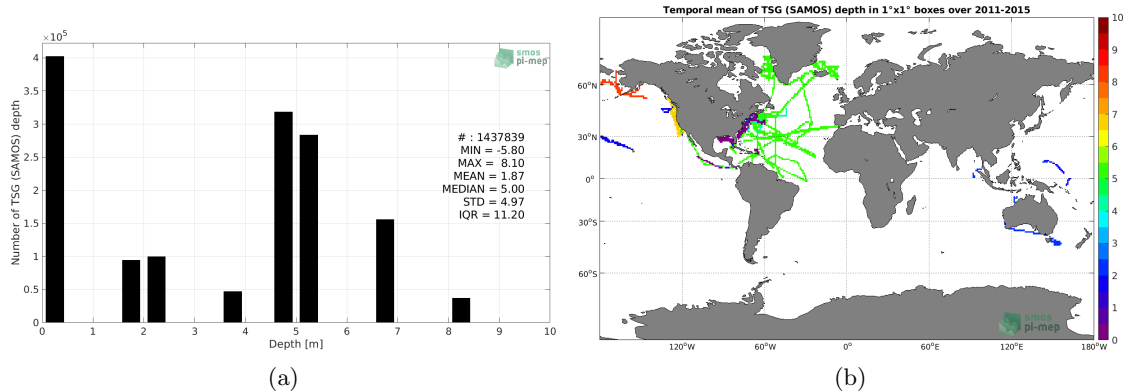 ×10⁵
4
3.5
3
2.5
2
1.5
1
0.5
0
Number of TSG (SAMOS) depth
0 1 2 3 4 5 6 7 8 9 10
Depth [m]
smos
pi-mep
# : 1437839
MIN = -5.80
MAX = 8.10
MEAN = 1.87
MEDIAN = 5.00
STD = 4.97
IQR = 11.20
(a)
Temporal mean of TSG (SAMOS) depth in 1°x1° boxes over 2011-2015
60°N
30°N
0°
30°S
60°S
120°W 60°W 0° 60°E 120°E 180°W
smos
pi-mep
10
9
8
7
6
5
4
3
2
1
0
(b)